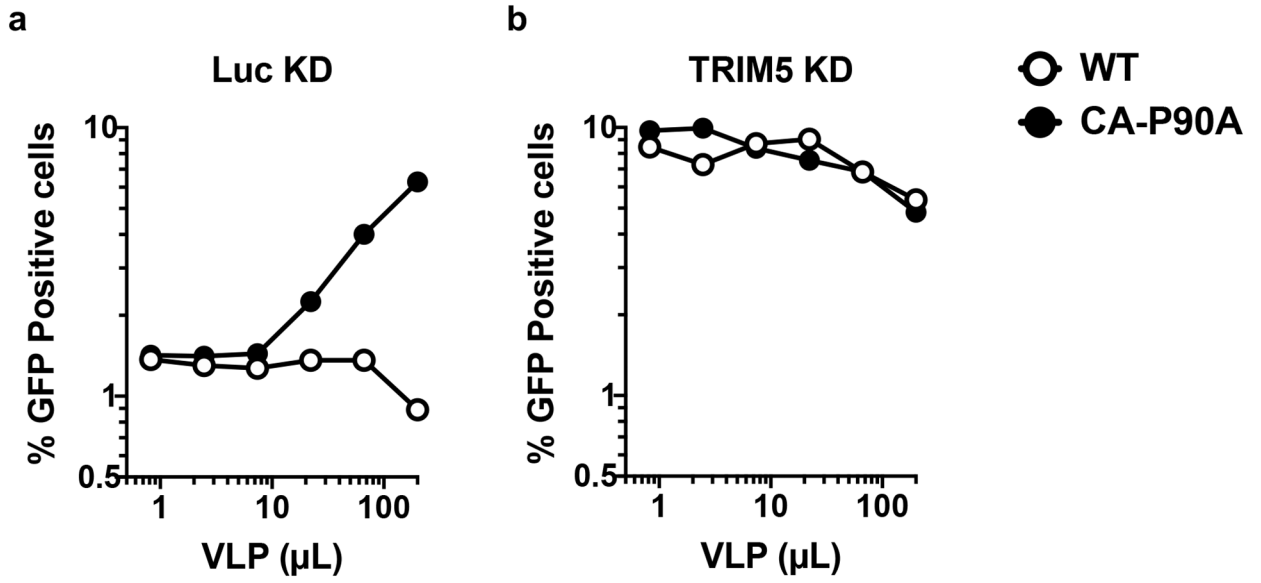 a
Luc KD
% GFP Positive cells
10
1
0.5
1 10 100
VLP (µL)
b
TRIM5 KD
% GFP Positive cells
10
1
0.5
1 10 100
VLP (µL)
WT
CA-P90A